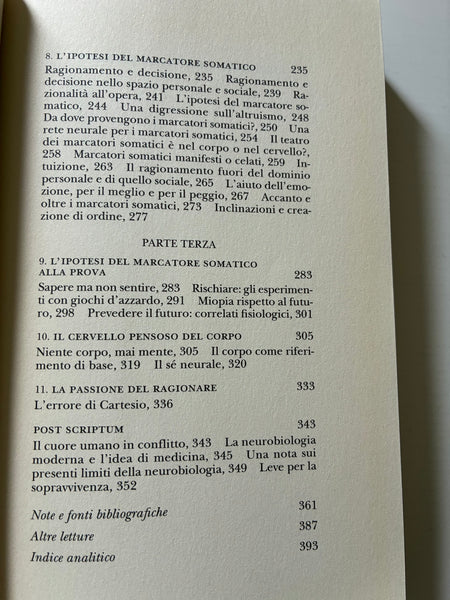 8. L'IPOTESI DEL MARCATORE SOMATICO 235
Ragionamento e decisione, 235 Ragionamento e
decisione nello spazio personale e sociale, 239 Ra-
zionalità all'opera, 241 L'ipotesi del marcatore so-
matico, 244 Una digressione sull'altruismo, 248
Da dove provengono i marcatori somatici?, 250 Una
rete neurale per i marcatori somatici, 254 Il teatro
dei marcatori somatici è nel corpo o nel cervello?,
258 Marcatori somatici manifesti o celati, 259 In-
tuizione, 263 Il ragionamento fuori del dominio
personale e di quello sociale, 265 L'aiuto dell'emo-
zione, per il meglio e per il peggio, 267 Accanto e
oltre i marcatori somatici, 273 Inclinazioni e crea-
zione di ordine, 277
PARTE TERZA
9. L'IPOTESI DEL MARCATORE SOMATICO
ALLA PROVA 283
Sapere ma non sentire, 283 Rischiare: gli esperimen-
ti con giochi d'azzardo, 291 Miopia rispetto al futu-
ro, 298 Prevedere il futuro: correlati fisiologici, 301
10. IL CERVELLO PENSOSO DEL CORPO 305
Niente corpo, mai mente, 305 Il corpo come riferi-
mento di base, 319 Il sé neurale, 320
11. LA PASSIONE DEL RAGIONARE 333
L'errore di Cartesio, 336
POST SCRIPTUM 343
Il cuore umano in conflitto, 343 La neurobiologia
moderna e l'idea di medicina, 345 Una nota sui
presenti limiti della neurobiologia, 349 Leve per la
sopravvivenza, 352
Note e fonti bibliografiche 361
Altre letture 387
Indice analitico 393